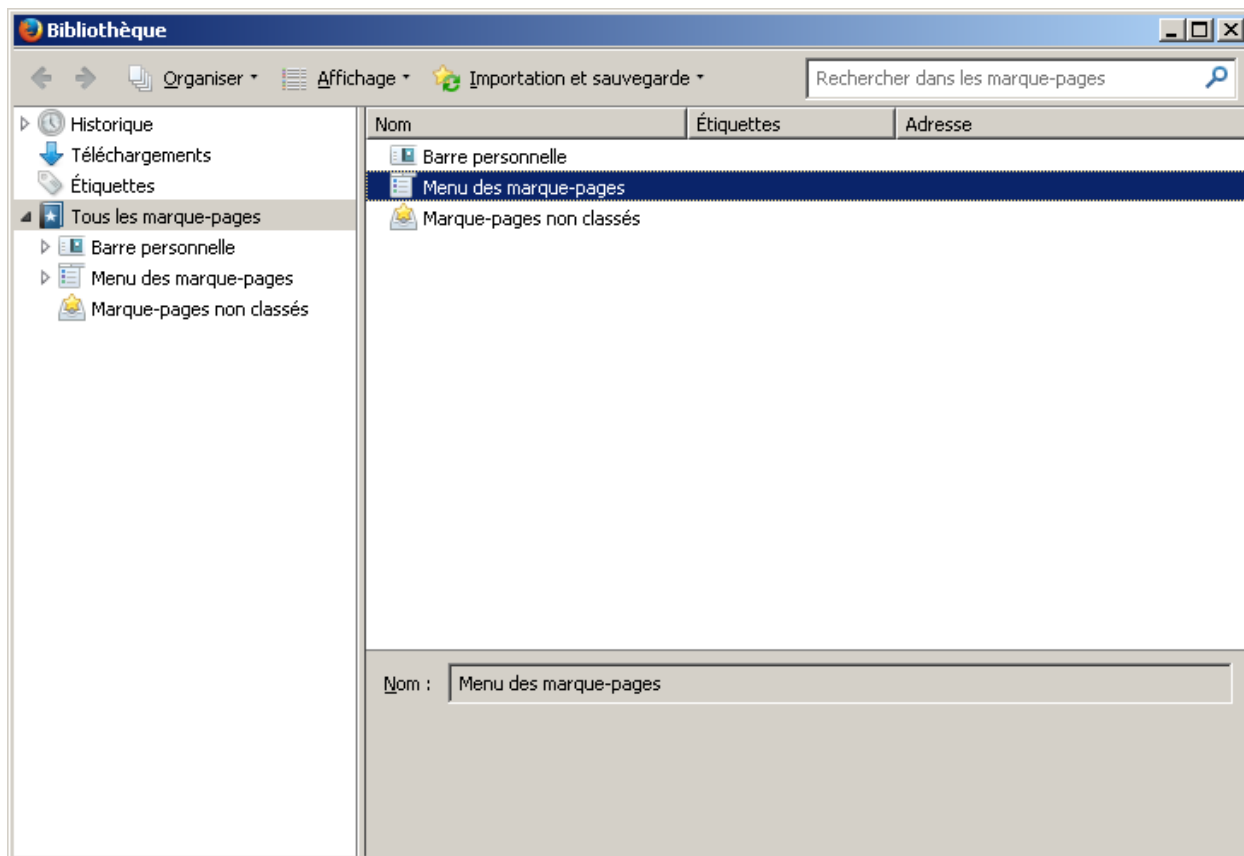 Bibliothèque
Organiser Affichage Importation et sauvegarde Rechercher dans les marque-pages
Historique
Téléchargements
Étiquettes
Tous les marque-pages
Barre personnelle
Menu des marque-pages
Marque-pages non classés
Nom Étiquettes Adresse
Barre personnelle
Menu des marque-pages
Marque-pages non classés
Nom : Menu des marque-pages